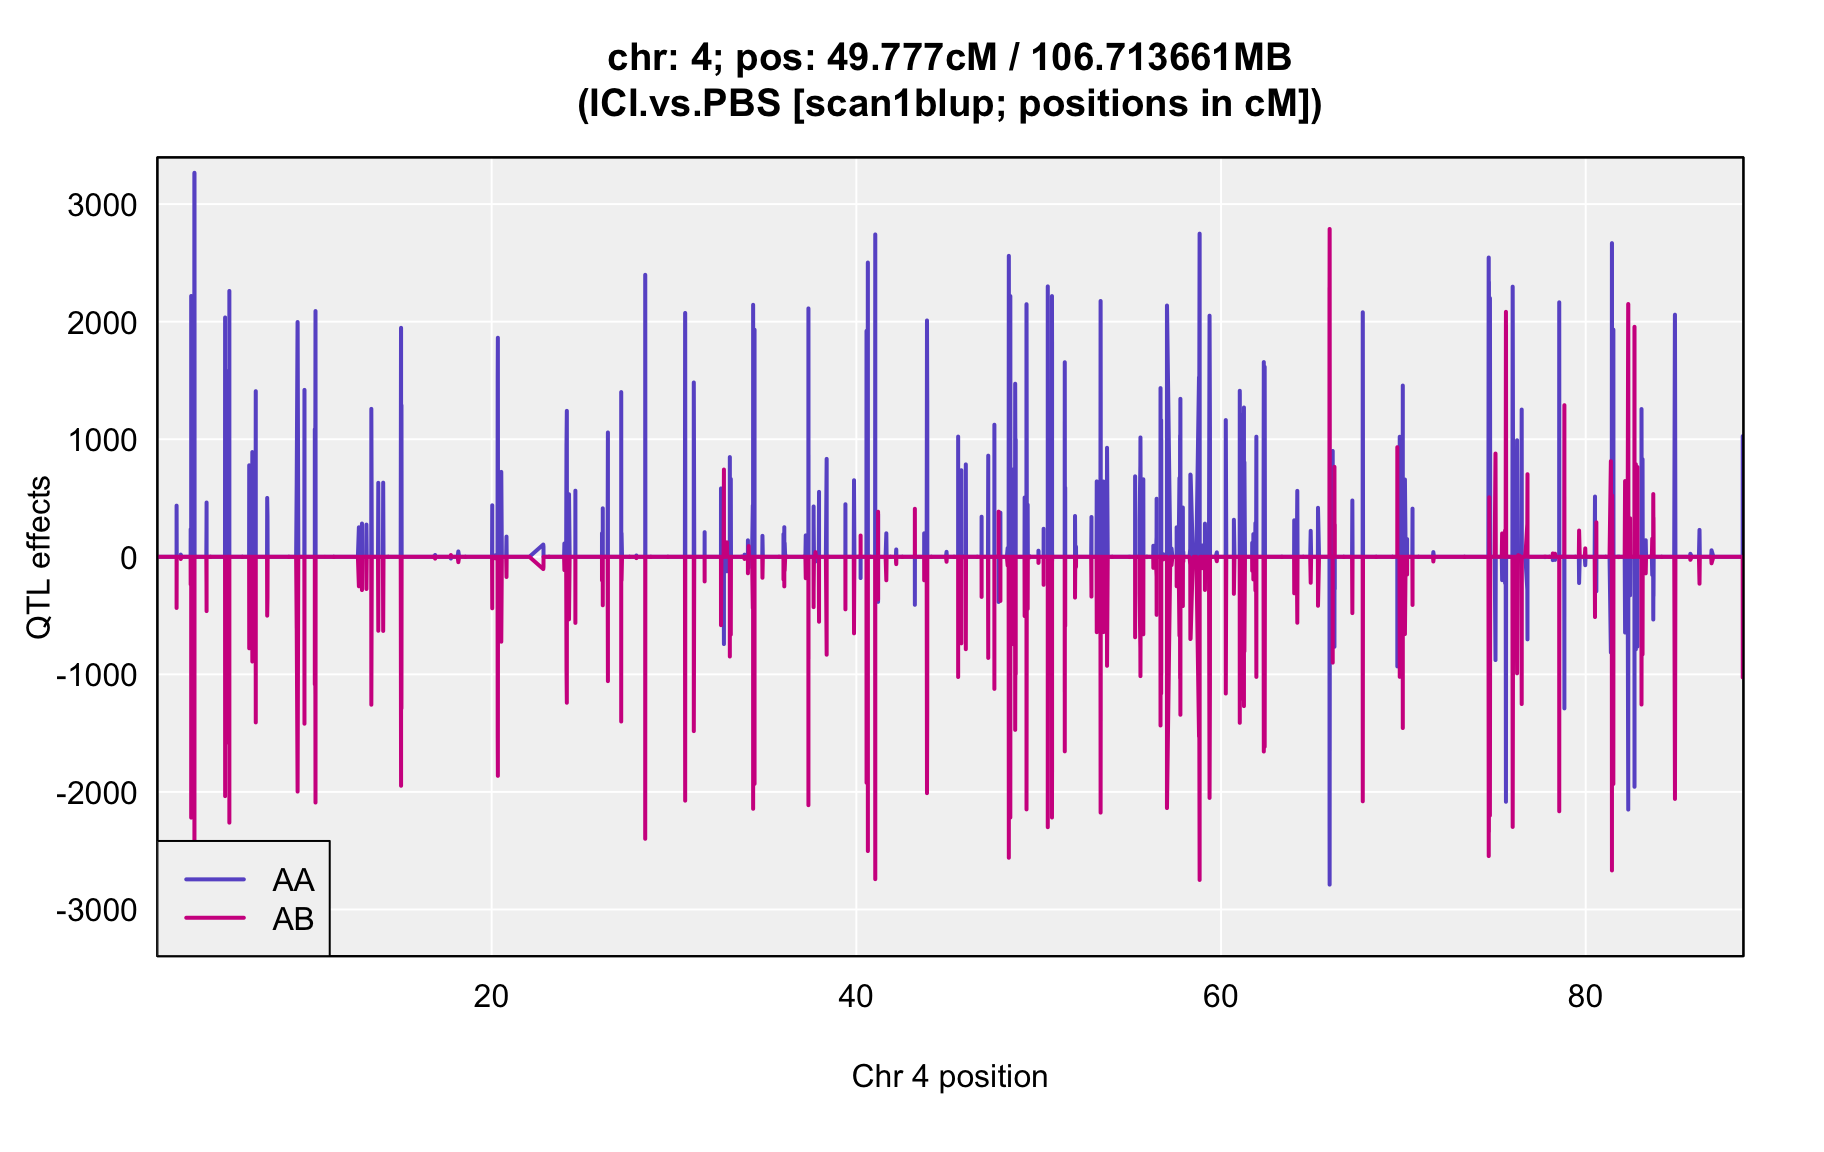 chr: 4; pos: 49.777cM / 106.713661MB
(ICI.vs.PBS [scan1blup; positions in cM])
QTL effects
3000
2000
1000
0
-1000
-2000
-3000
AA
AB
20
40
60
80
Chr 4 position